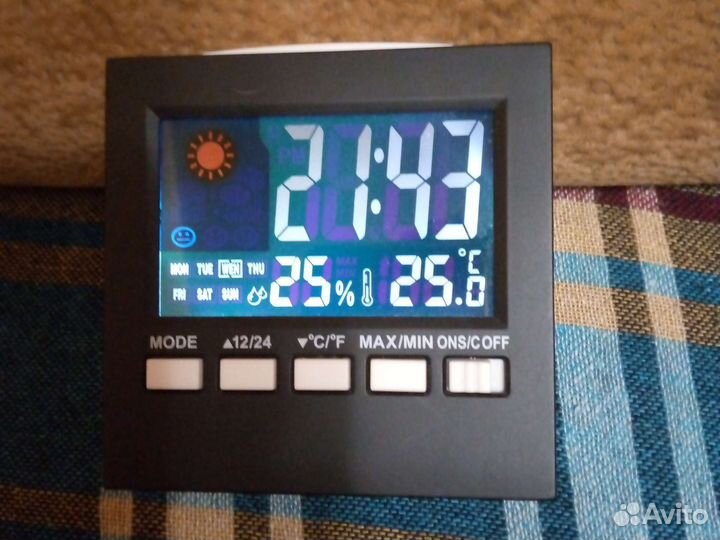 21:43
MON TUE WED THU
FRI SAT SUN
25%
25.0
°C
MODE ▲12/24 ▼°C/°F MAX/MIN ONS/COFF
Avito